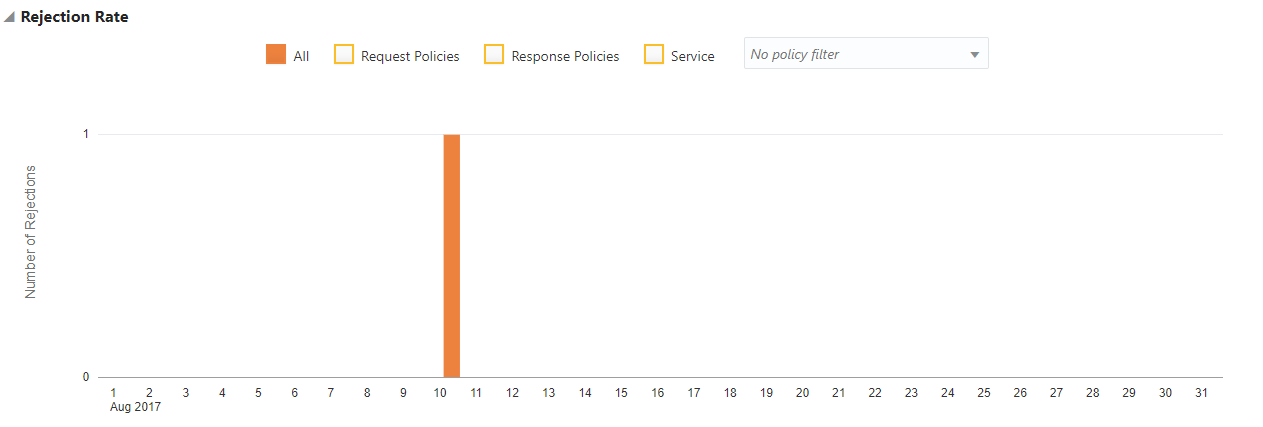 Rejection Rate
All Request Policies Response Policies Service No policy filter
1
Number of Rejections
0
1 2 3 4 5 6 7 8 9 10 11 12 13 14 15 16 17 18 19 20 21 22 23 24 25 26 27 28 29 30 31
Aug 2017